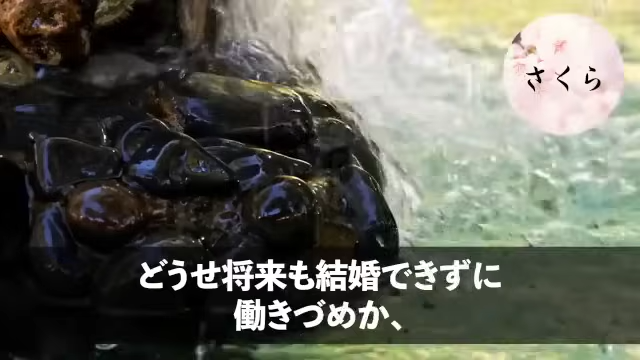 さくら
どうせ将来も結婚できずに
働きづめか、